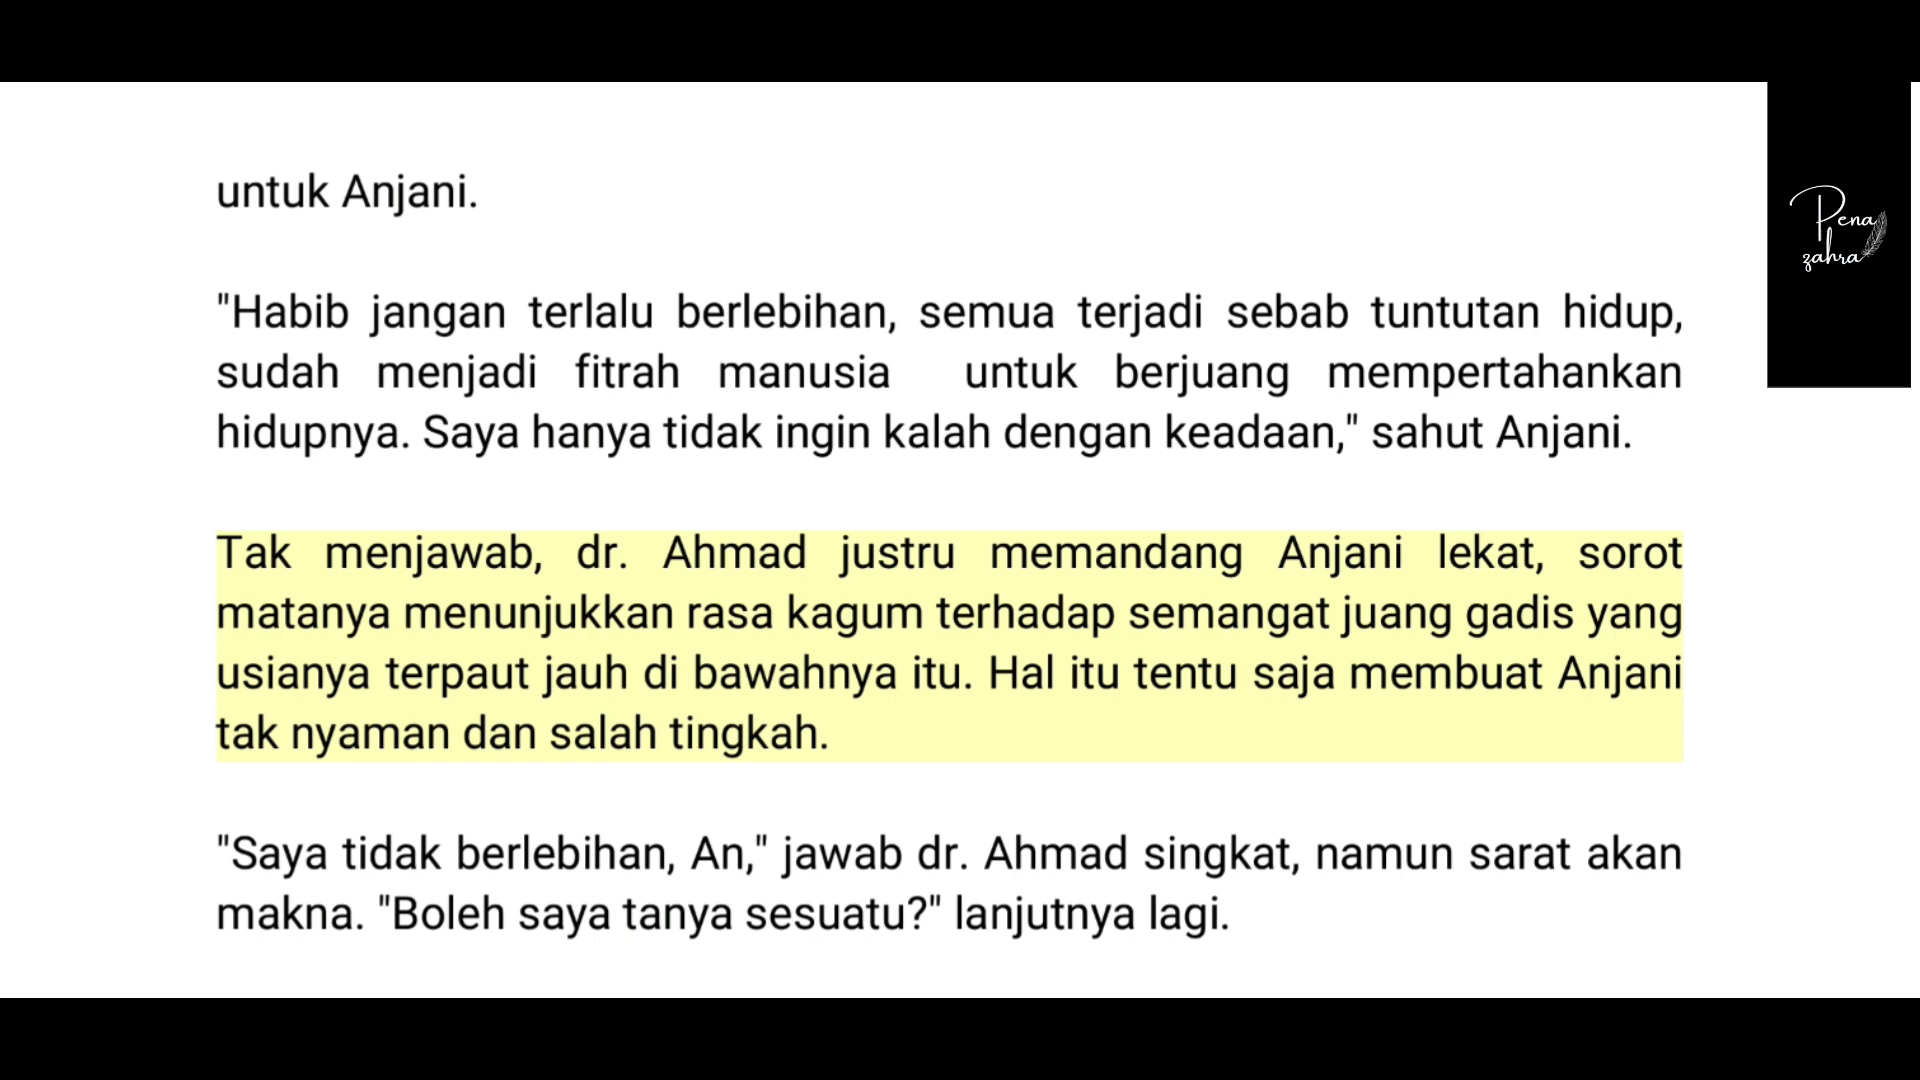 untuk Anjani.
"Habib jangan terlalu berlebihan, semua terjadi sebab tuntutan hidup,
sudah menjadi fitrah manusia untuk berjuang mempertahankan
hidupnya. Saya hanya tidak ingin kalah dengan keadaan," sahut Anjani.
Tak menjawab, dr. Ahmad justru memandang Anjani lekat, sorot
matanya menunjukkan rasa kagum terhadap semangat juang gadis yang
usianya terpaut jauh di bawahnya itu. Hal itu tentu saja membuat Anjani
tak nyaman dan salah tingkah.
"Saya tidak berlebihan, An," jawab dr. Ahmad singkat, namun sarat akan
makna. "Boleh saya tanya sesuatu?" lanjutnya lagi.
Pena
zahra